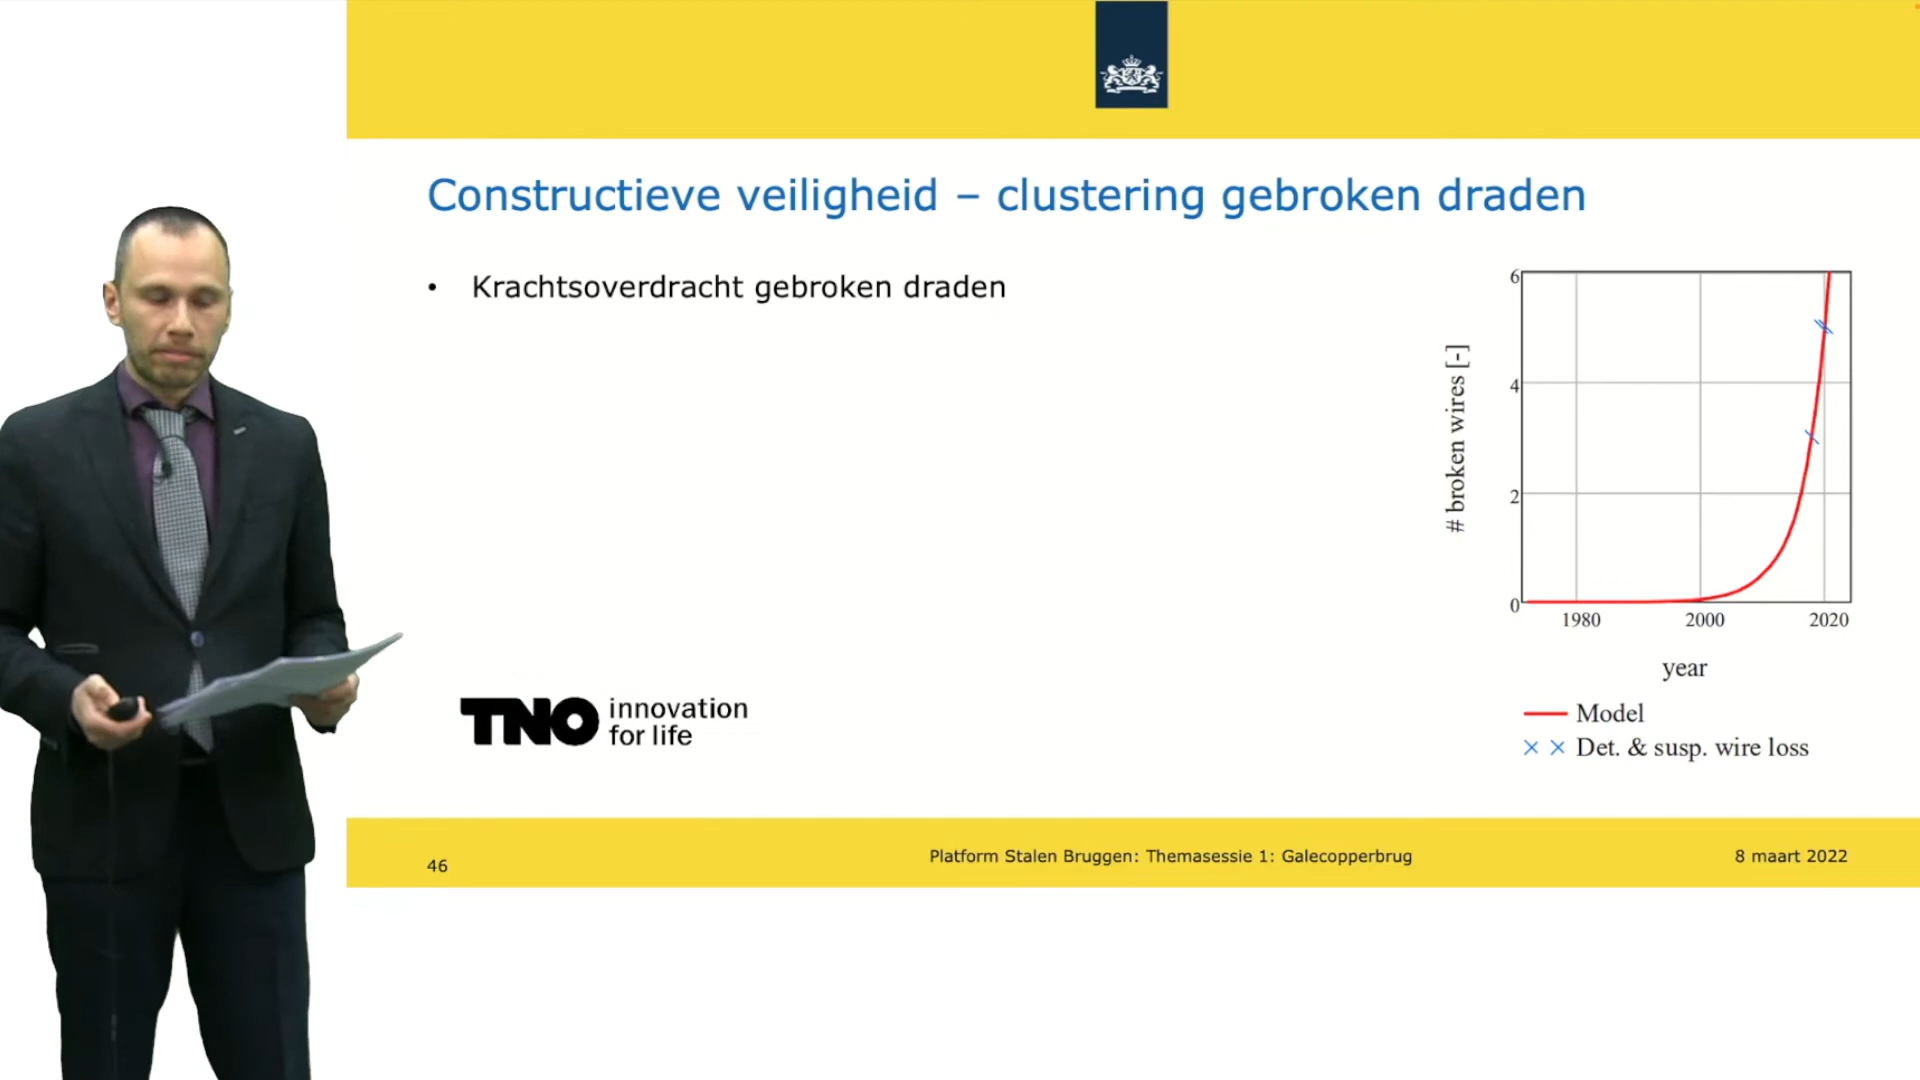 Constructieve veiligheid – clustering gebroken draden
• Krachtsoverdracht gebroken draden
6
4
2
0
# broken wires [-]
1980 2000 2020
year
Model
× × Det. & susp. wire loss
TNO innovation
for life
46
Platform Stalen Bruggen: Themasessie 1: Galecopperbrug
8 maart 2022